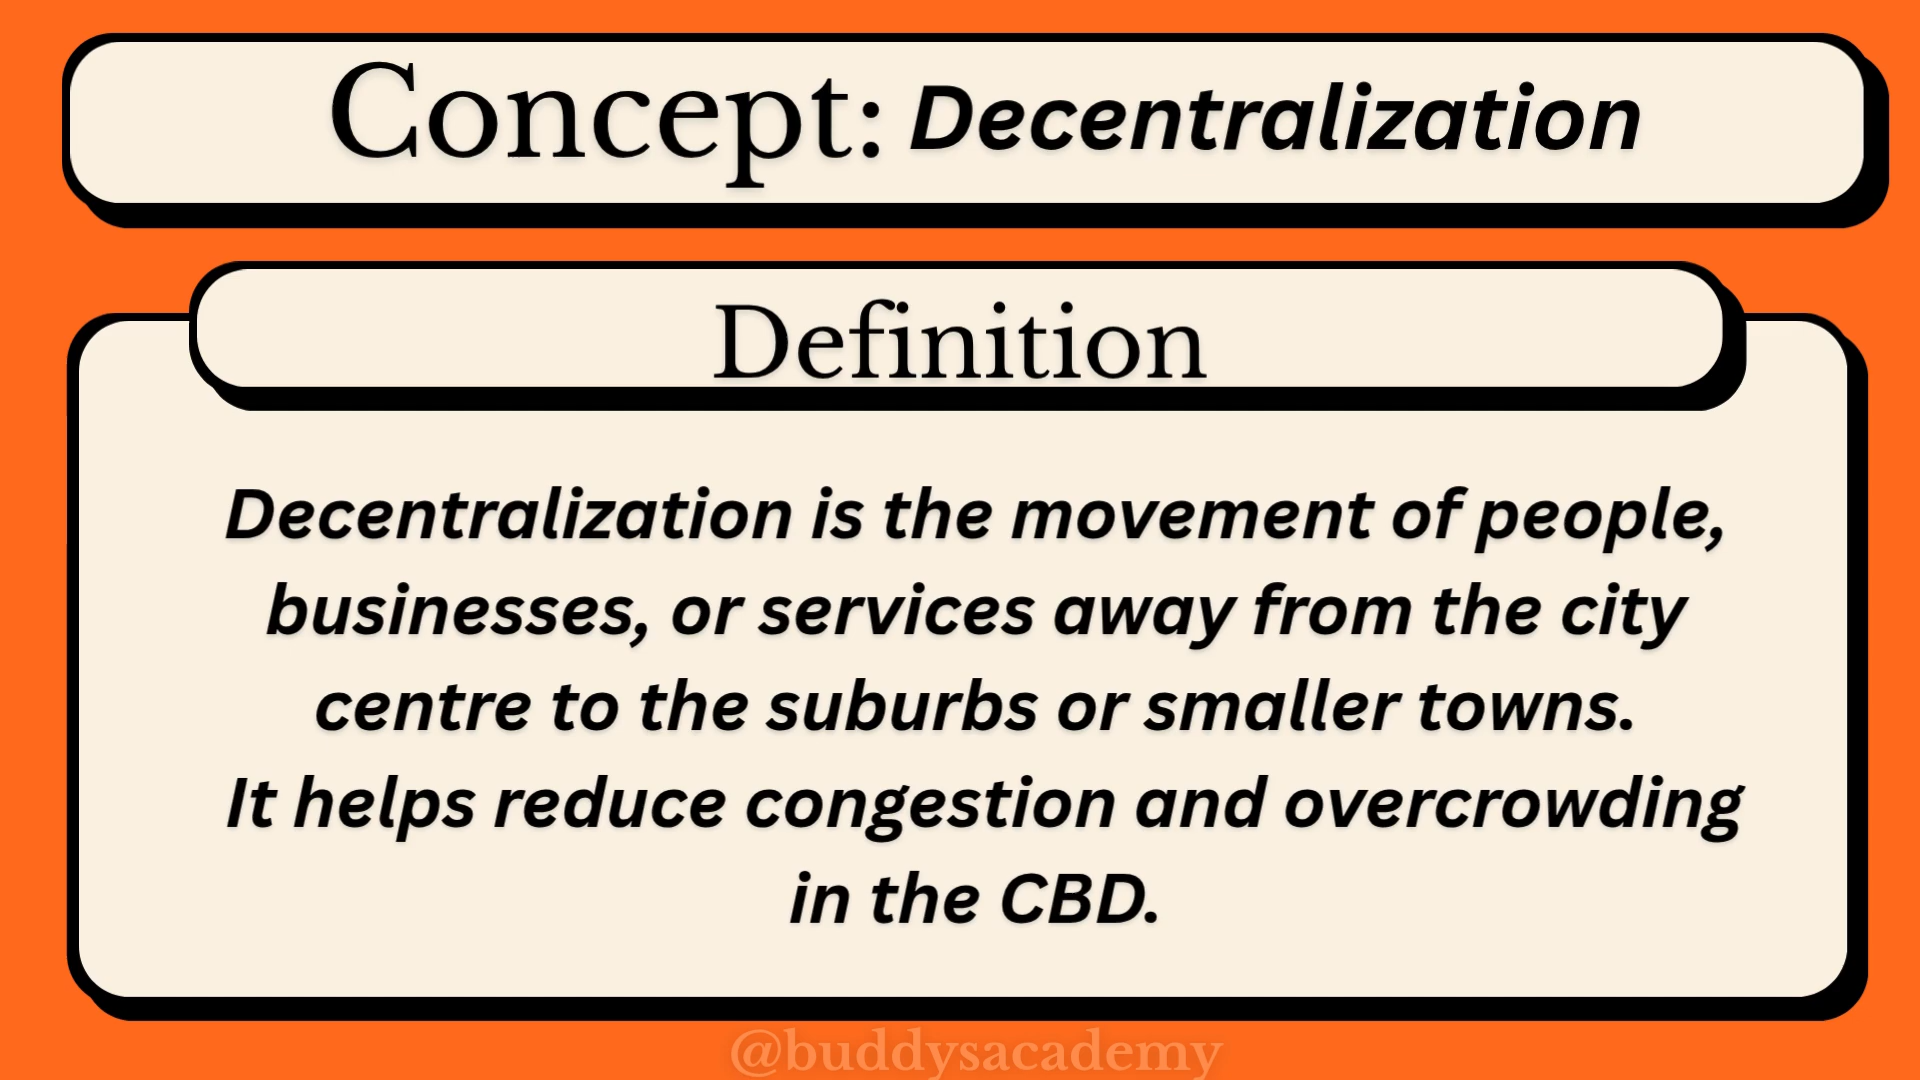 Concept: Decentralization
Definition
Decentralization is the movement of people,
businesses, or services away from the city
centre to the suburbs or smaller towns.
It helps reduce congestion and overcrowding
in the CBD.
@buddysacademy